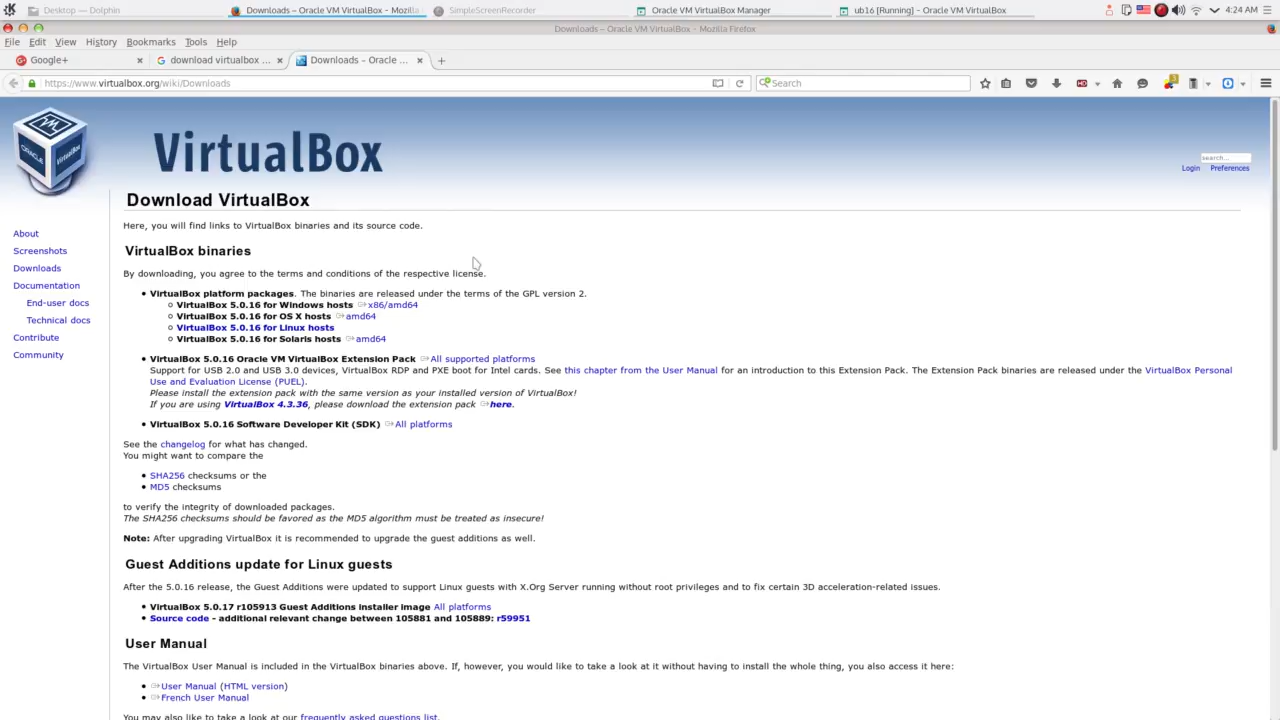 Desktop — Dolphin
Downloads – Oracle VM VirtualBox - Mozilla
SimpleScreenRecorder
Oracle VM VirtualBox Manager
ub16 [Running] - Oracle VM VirtualBox
4:24 AM
Downloads – Oracle VM VirtualBox - Mozilla Firefox
File Edit View History Bookmarks Tools Help
Google+
download virtualbox ...
Downloads – Oracle ...
https://www.virtualbox.org/wiki/Downloads
Search
ORACLE
VirtualBox
VirtualBox
search...
Login Preferences
Download VirtualBox
Here, you will find links to VirtualBox binaries and its source code.
About
Screenshots
Downloads
Documentation
End-user docs
Technical docs
Contribute
Community
VirtualBox binaries
By downloading, you agree to the terms and conditions of the respective license.
VirtualBox platform packages. The binaries are released under the terms of the GPL version 2.
VirtualBox 5.0.16 for Windows hosts x86/amd64
VirtualBox 5.0.16 for OS X hosts amd64
VirtualBox 5.0.16 for Linux hosts
VirtualBox 5.0.16 for Solaris hosts amd64
VirtualBox 5.0.16 Oracle VM VirtualBox Extension Pack All supported platforms
Support for USB 2.0 and USB 3.0 devices, VirtualBox RDP and PXE boot for Intel cards. See this chapter from the User Manual for an introduction to this Extension Pack. The Extension Pack binaries are released under the VirtualBox Personal
Use and Evaluation License (PUEL).
Please install the extension pack with the same version as your installed version of VirtualBox!
If you are using VirtualBox 4.3.36, please download the extension pack here.
VirtualBox 5.0.16 Software Developer Kit (SDK) All platforms
See the changelog for what has changed.
You might want to compare the
SHA256 checksums or the
MD5 checksums
to verify the integrity of downloaded packages.
The SHA256 checksums should be favored as the MD5 algorithm must be treated as insecure!
Note: After upgrading VirtualBox it is recommended to upgrade the guest additions as well.
Guest Additions update for Linux guests
After the 5.0.16 release, the Guest Additions were updated to support Linux guests with X.Org Server running without root privileges and to fix certain 3D acceleration-related issues.
VirtualBox 5.0.17 r105913 Guest Additions installer image All platforms
Source code - additional relevant change between 105881 and 105889: r59951
User Manual
The VirtualBox User Manual is included in the VirtualBox binaries above. If, however, you would like to take a look at it without having to install the whole thing, you also access it here:
User Manual (HTML version)
French User Manual
You may also like to take a look at our frequently asked questions list.